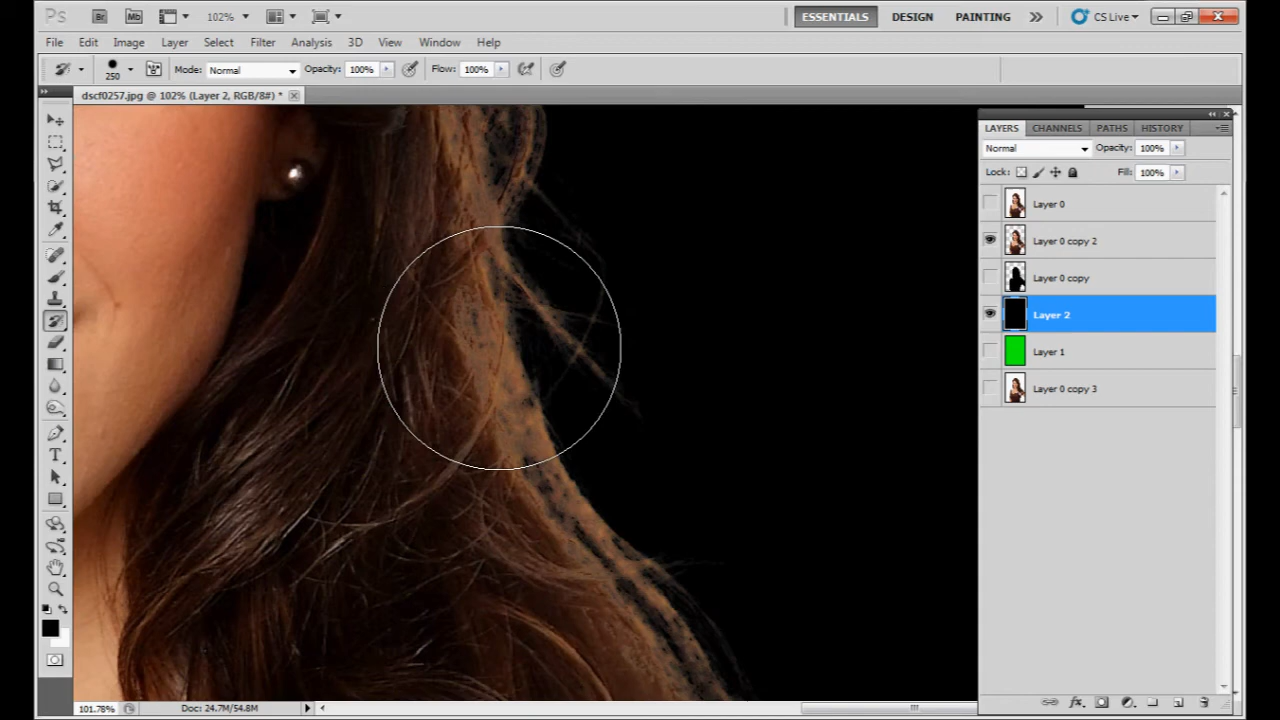 Ps Br Mb 102% ESSENTIALS DESIGN PAINTING CS Live
File Edit Image Layer Select Filter Analysis 3D View Window Help
250 Mode: Normal Opacity: 100% Flow: 100%
dscf0257.jpg @ 102% (Layer 2, RGB/8#) *
LAYERS CHANNELS PATHS HISTORY
Normal Opacity: 100%
Lock: Fill: 100%
Layer 0
Layer 0 copy 2
Layer 0 copy
Layer 2
Layer 1
Layer 0 copy 3
T
fx
101.78% Doc: 24.7M/54.8M